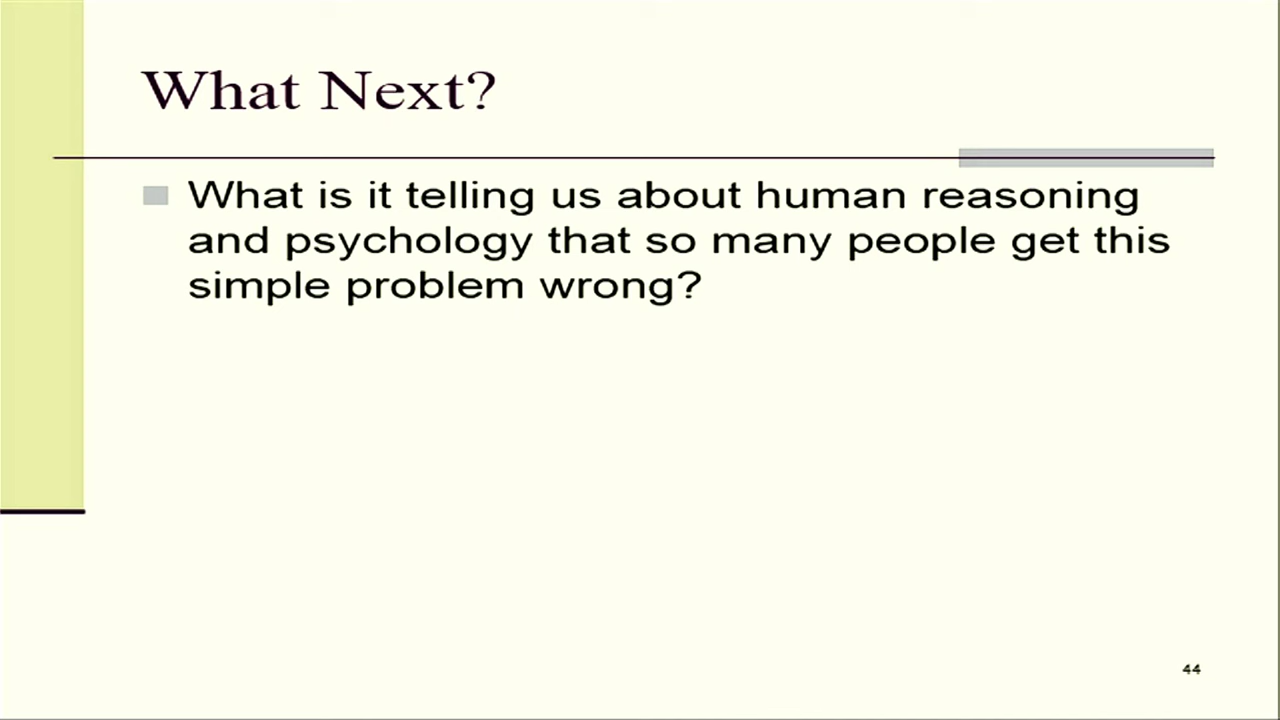 What Next?
What is it telling us about human reasoning
and psychology that so many people get this
simple problem wrong?
44